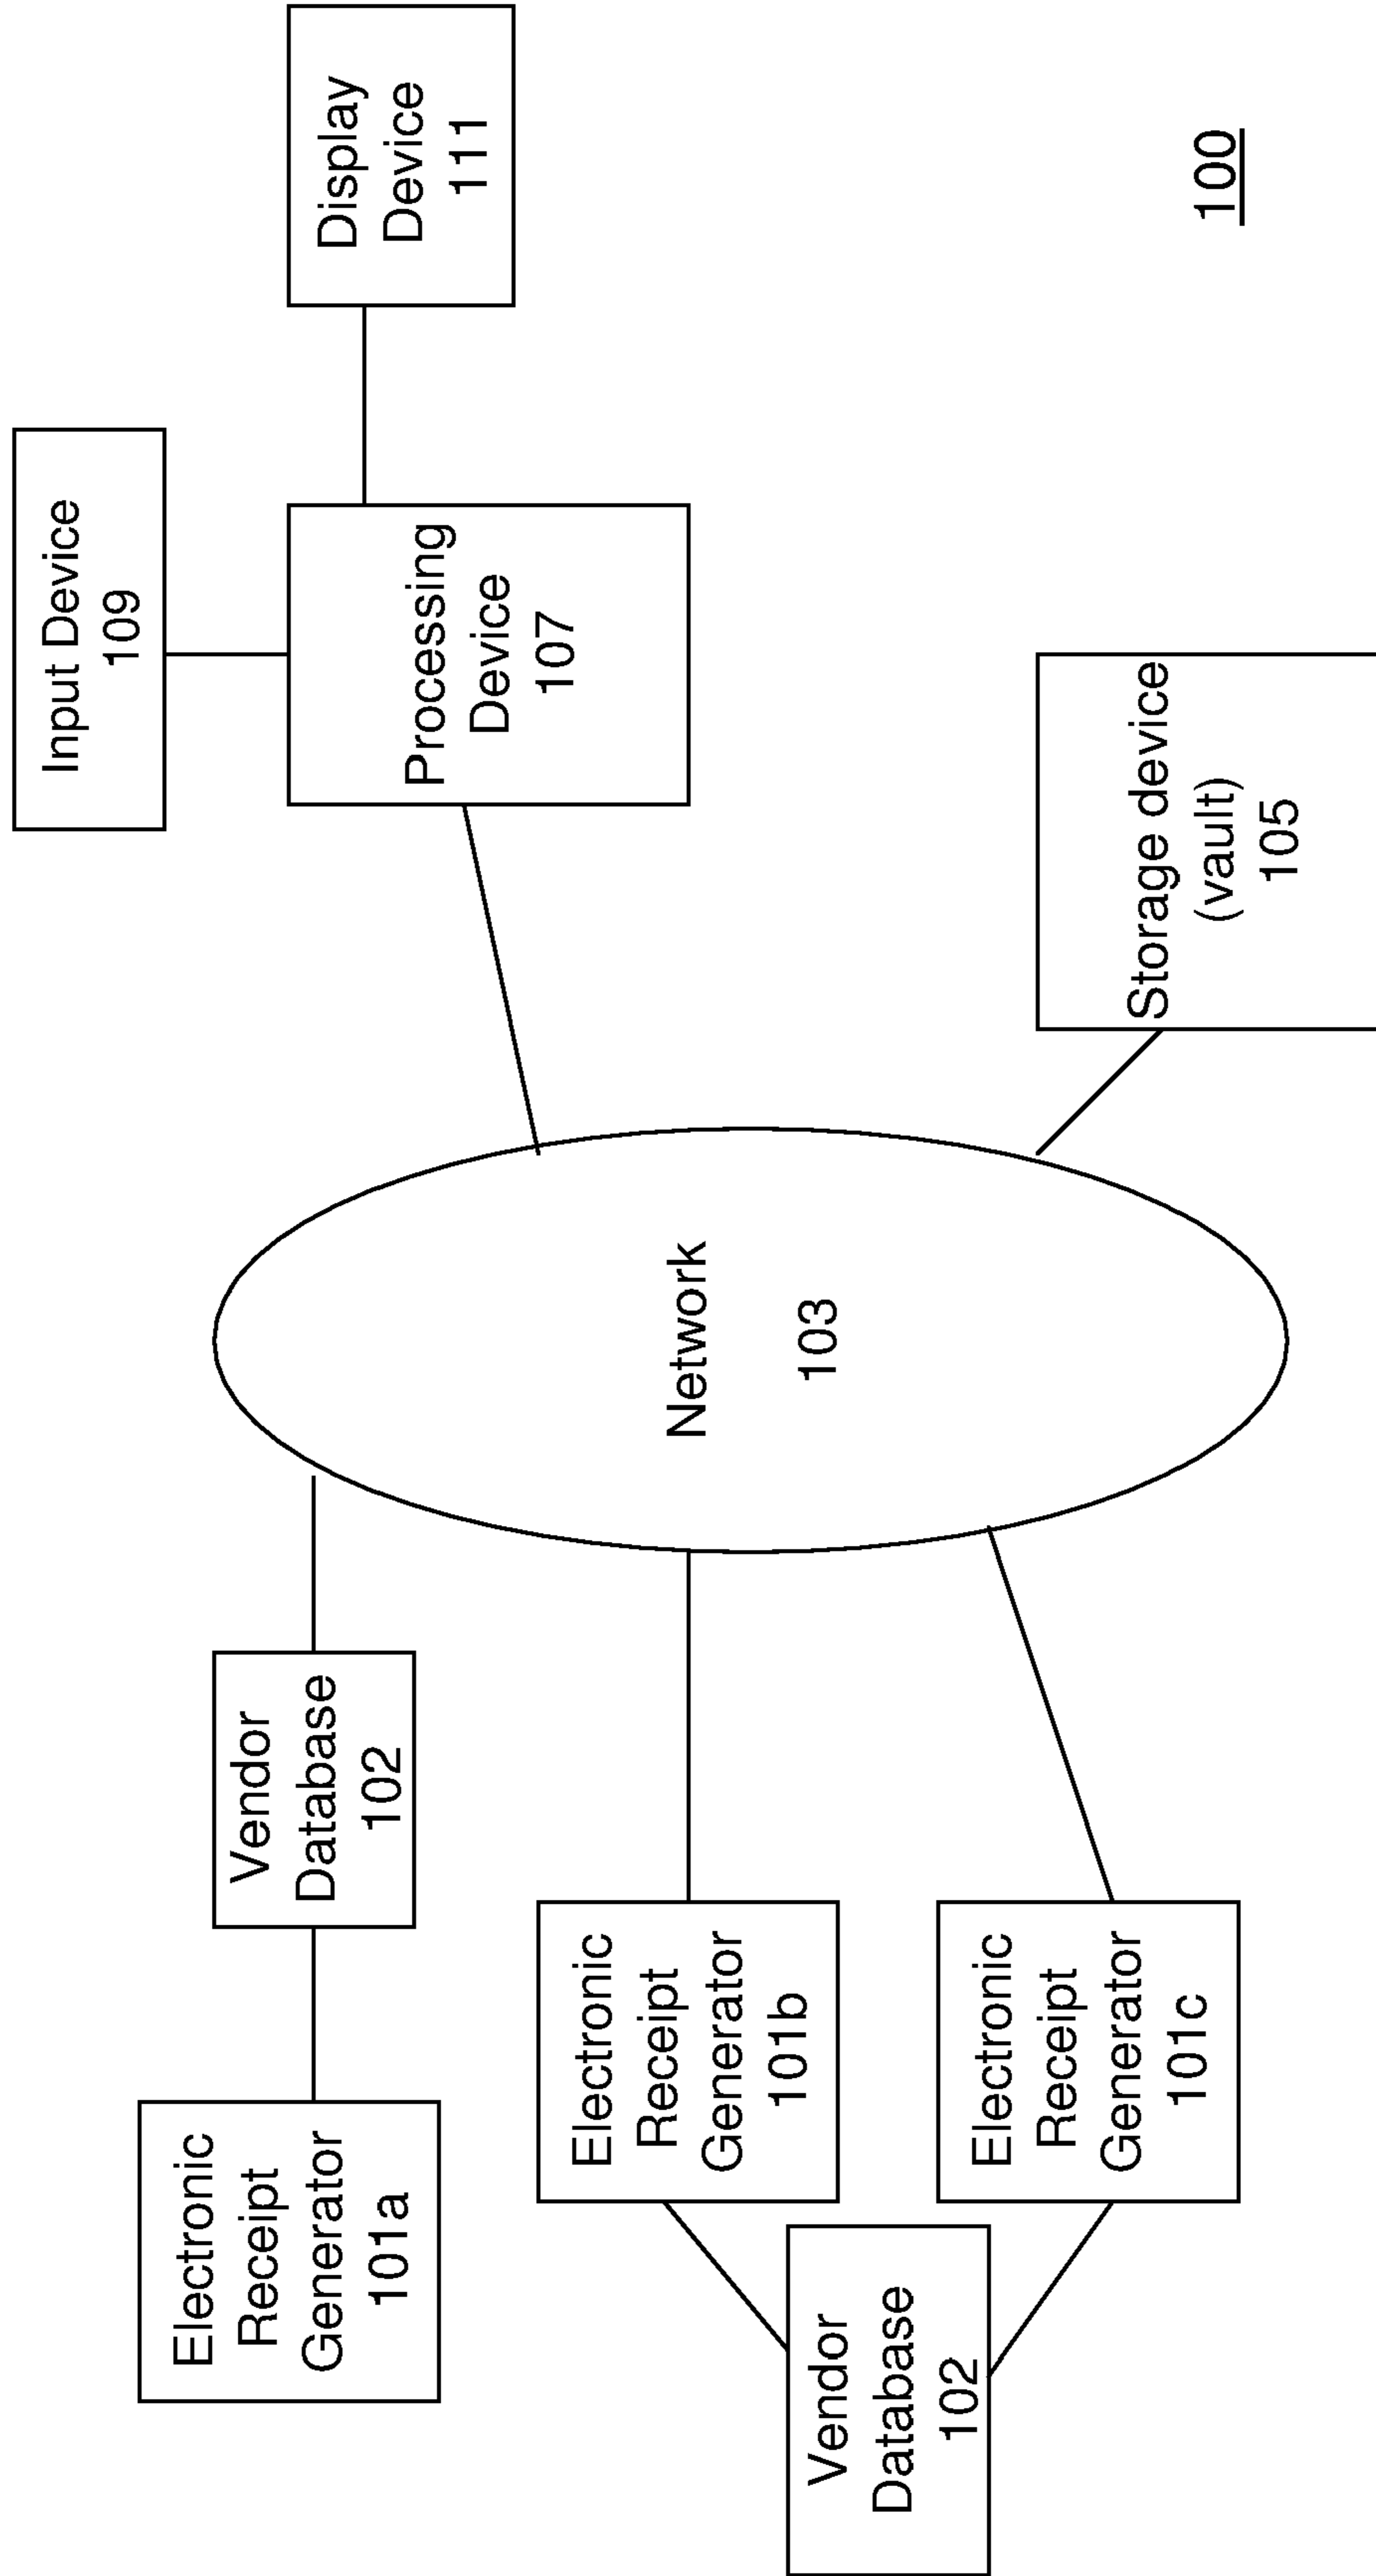 Electronic
Receipt
Generator
101a
Vendor
Database
102
Input Device
109
Display
Device
111
Processing
Device
107
Network
103
Electronic
Receipt
Generator
101b
Vendor
Database
102
Electronic
Receipt
Generator
101c
Storage device
(vault)
105
100